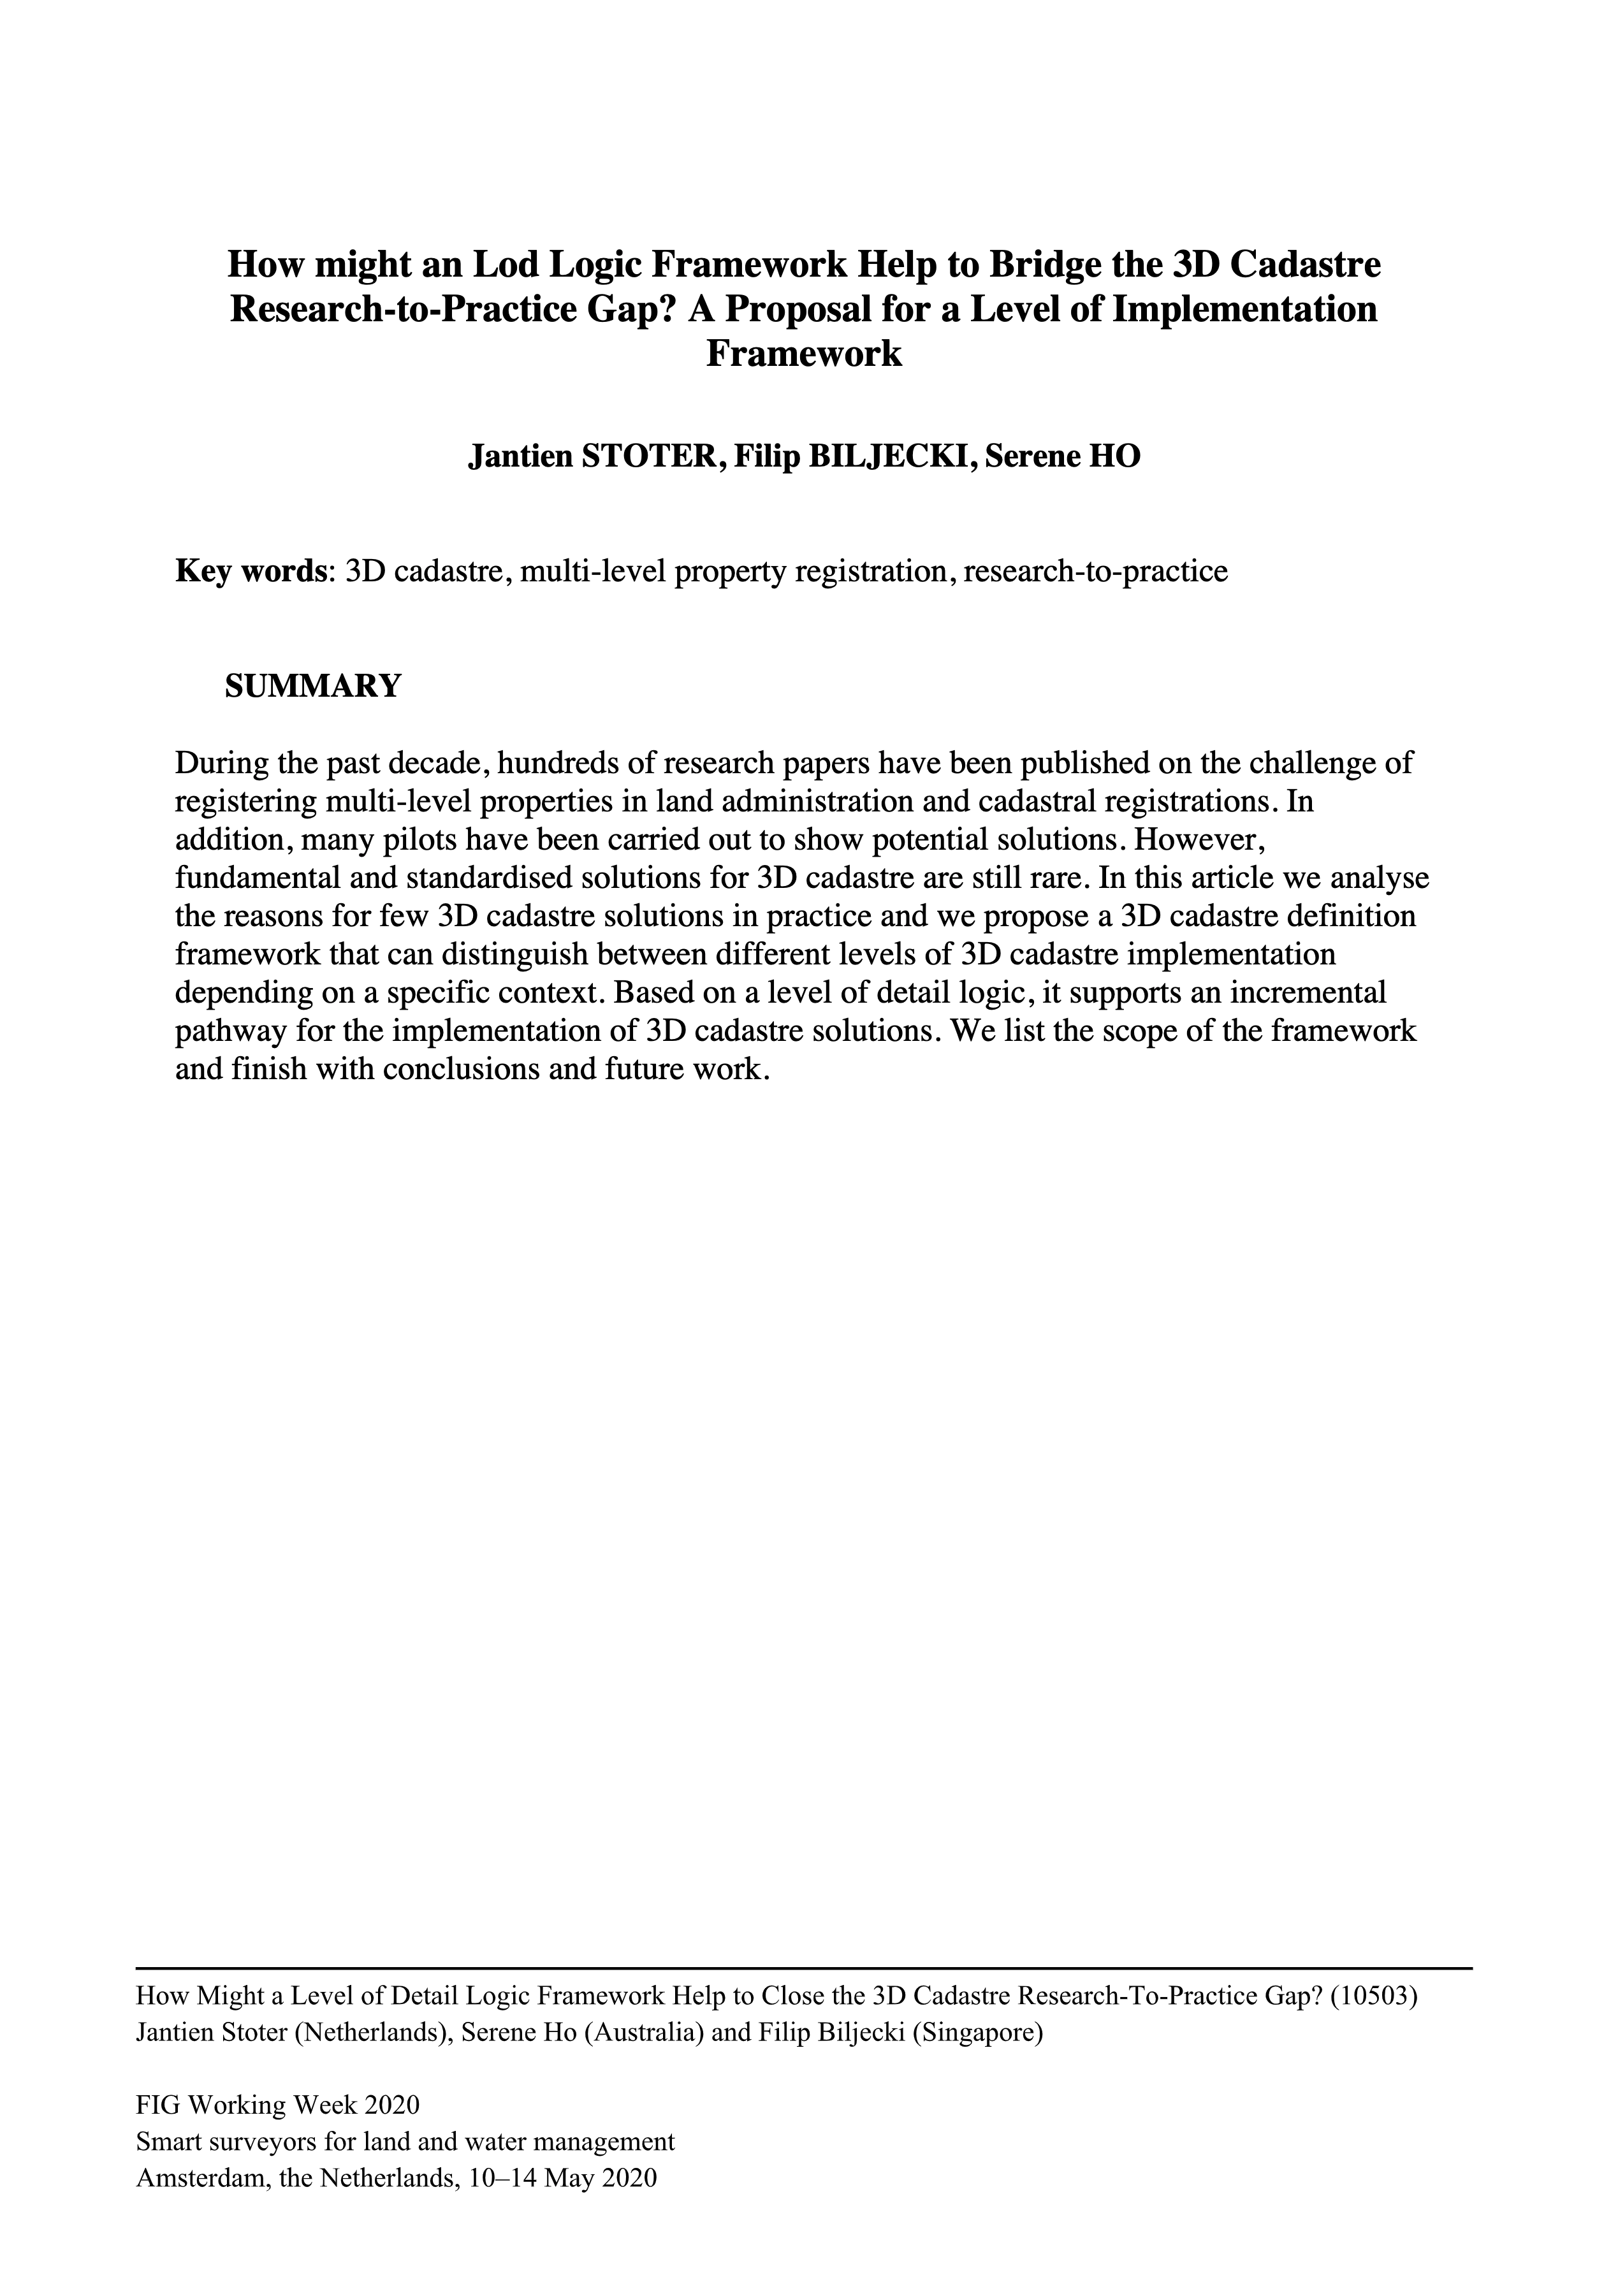 How might an Lod Logic Framework Help to Bridge the 3D Cadastre
Research-to-Practice Gap? A Proposal for a Level of Implementation
Framework
Jantien STOTER, Filip BILJECKI, Serene HO
Key words: 3D cadastre, multi-level property registration, research-to-practice
SUMMARY
During the past decade, hundreds of research papers have been published on the challenge of
registering multi-level properties in land administration and cadastral registrations. In
addition, many pilots have been carried out to show potential solutions. However,
fundamental and standardised solutions for 3D cadastre are still rare. In this article we analyse
the reasons for few 3D cadastre solutions in practice and we propose a 3D cadastre definition
framework that can distinguish between different levels of 3D cadastre implementation
depending on a specific context. Based on a level of detail logic, it supports an incremental
pathway for the implementation of 3D cadastre solutions. We list the scope of the framework
and finish with conclusions and future work.
How Might a Level of Detail Logic Framework Help to Close the 3D Cadastre Research-To-Practice Gap? (10503)
Jantien Stoter (Netherlands), Serene Ho (Australia) and Filip Biljecki (Singapore)
FIG Working Week 2020
Smart surveyors for land and water management
Amsterdam, the Netherlands, 10–14 May 2020